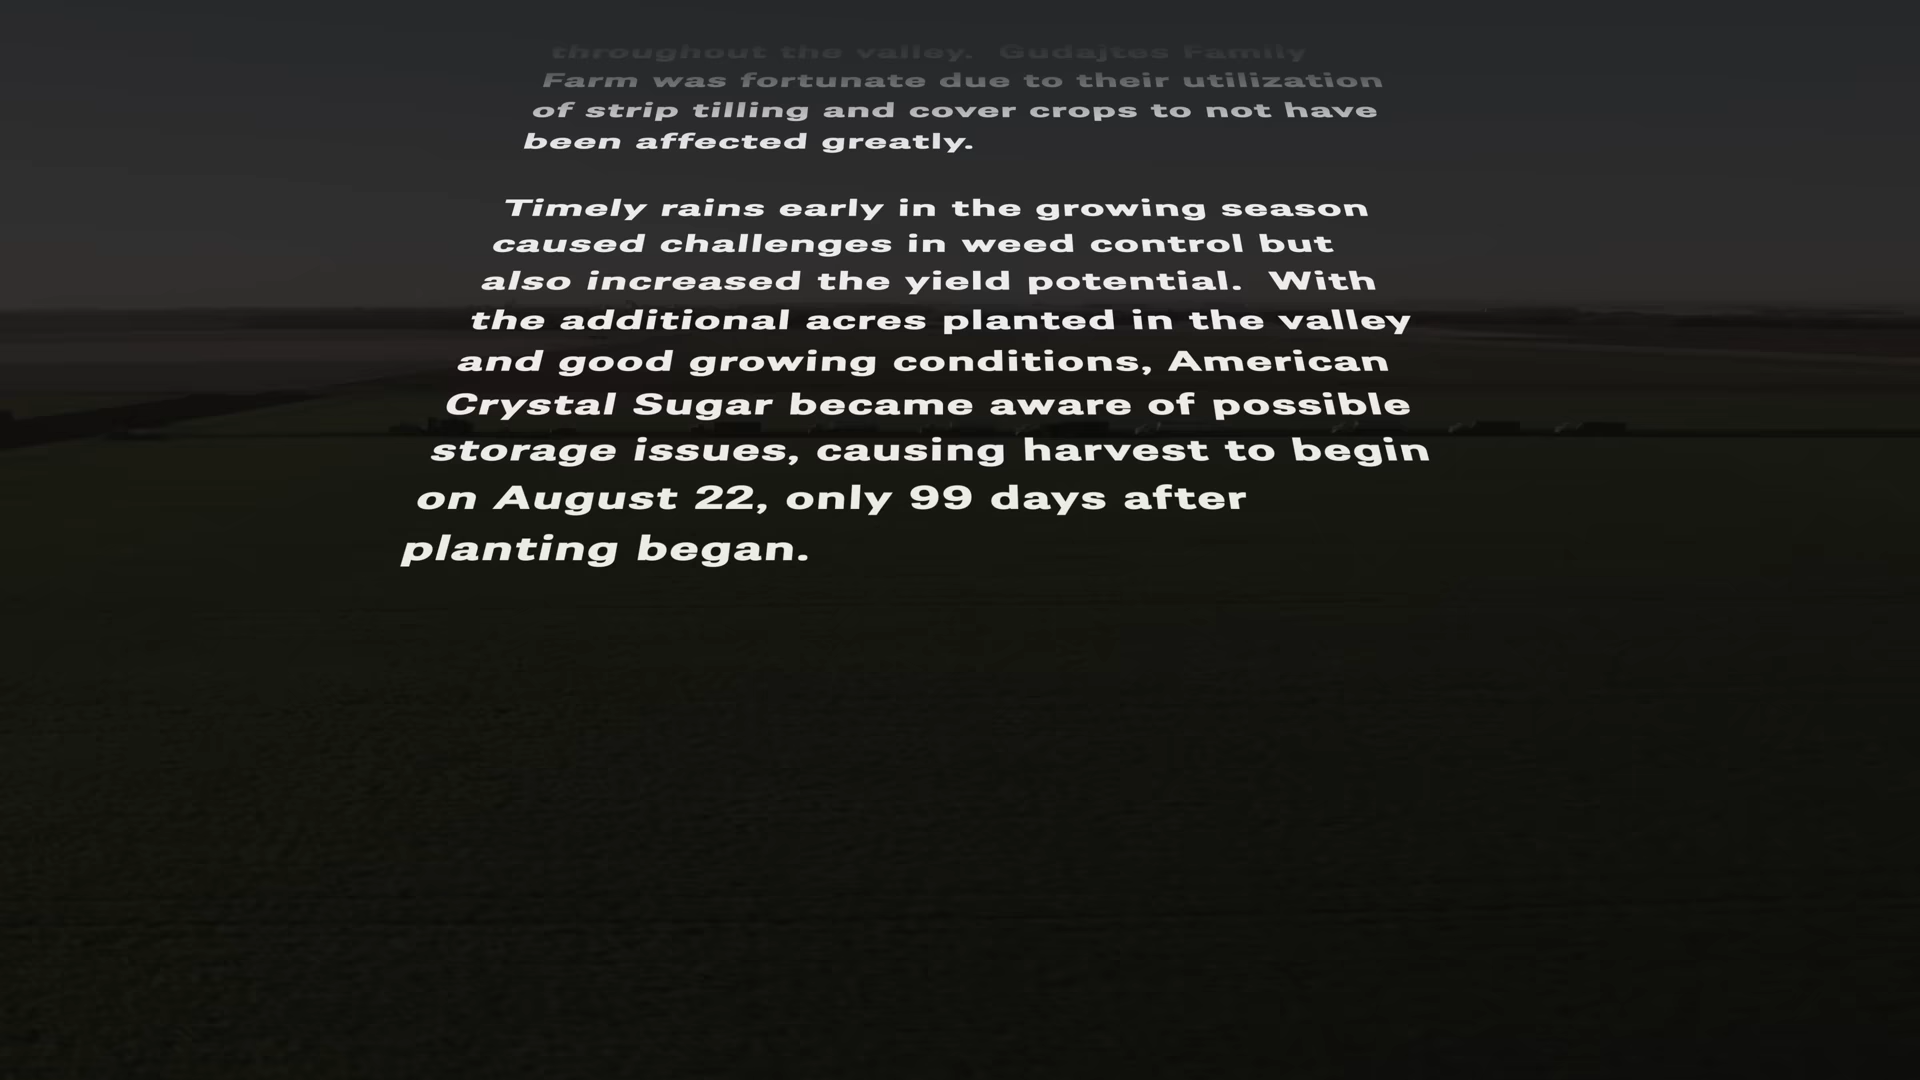 throughout the valley.  Gudajtes Family
Farm was fortunate due to their utilization
of strip tilling and cover crops to not have
been affected greatly.
Timely rains early in the growing season
caused challenges in weed control but
also increased the yield potential.  With
the additional acres planted in the valley
and good growing conditions, American
Crystal Sugar became aware of possible
storage issues, causing harvest to begin
on August 22, only 99 days after
planting began.